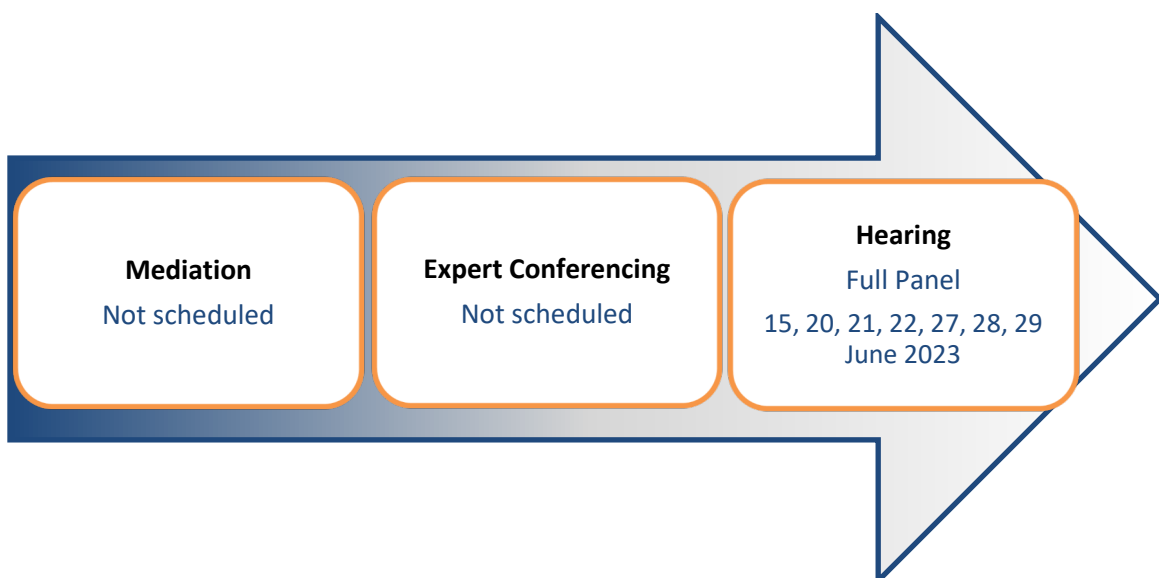 Mediation
Not scheduled
Expert Conferencing
Not scheduled
Hearing
Full Panel
15, 20, 21, 22, 27, 28, 29
June 2023